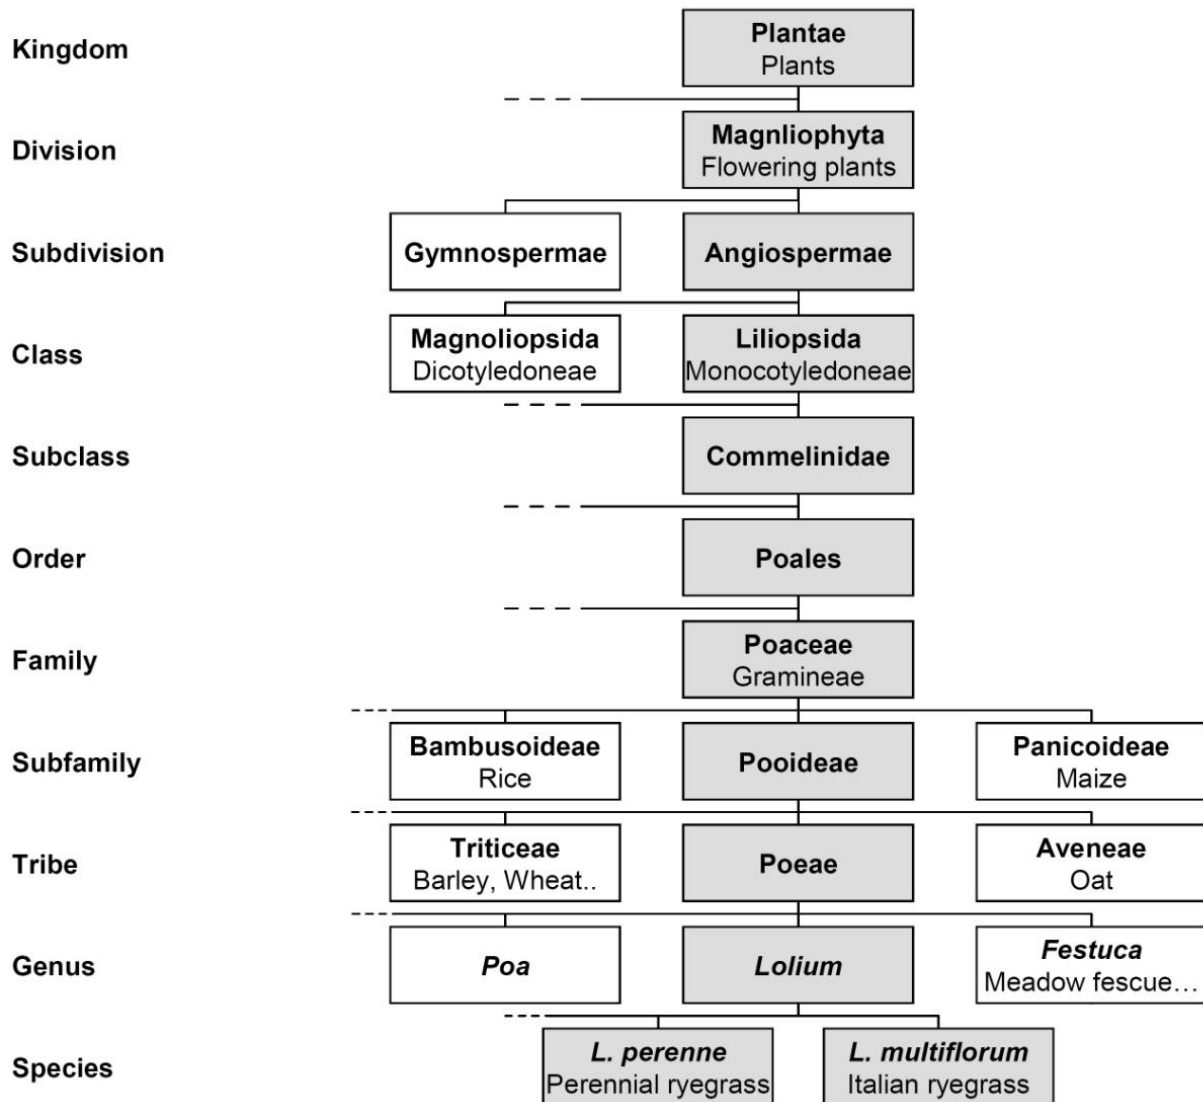 Kingdom
Plantae
Plants
Division
Magnliophyta
Flowering plants
Subdivision
Gymnospermae
Angiospermae
Class
Magnoliopsida
Dicotyledoneae
Liliopsida
Monocotyledoneae
Subclass
Commelinidae
Order
Poales
Family
Poaceae
Gramineae
Subfamily
Bambusoideae
Rice
Pooideae
Panicoideae
Maize
Tribe
Triticeae
Barley, Wheat..
Poeae
Aveneae
Oat
Genus
Poa
Lolium
Festuca
Meadow fescue…
Species
L. perenne
Perennial ryegrass
L. multiflorum
Italian ryegrass